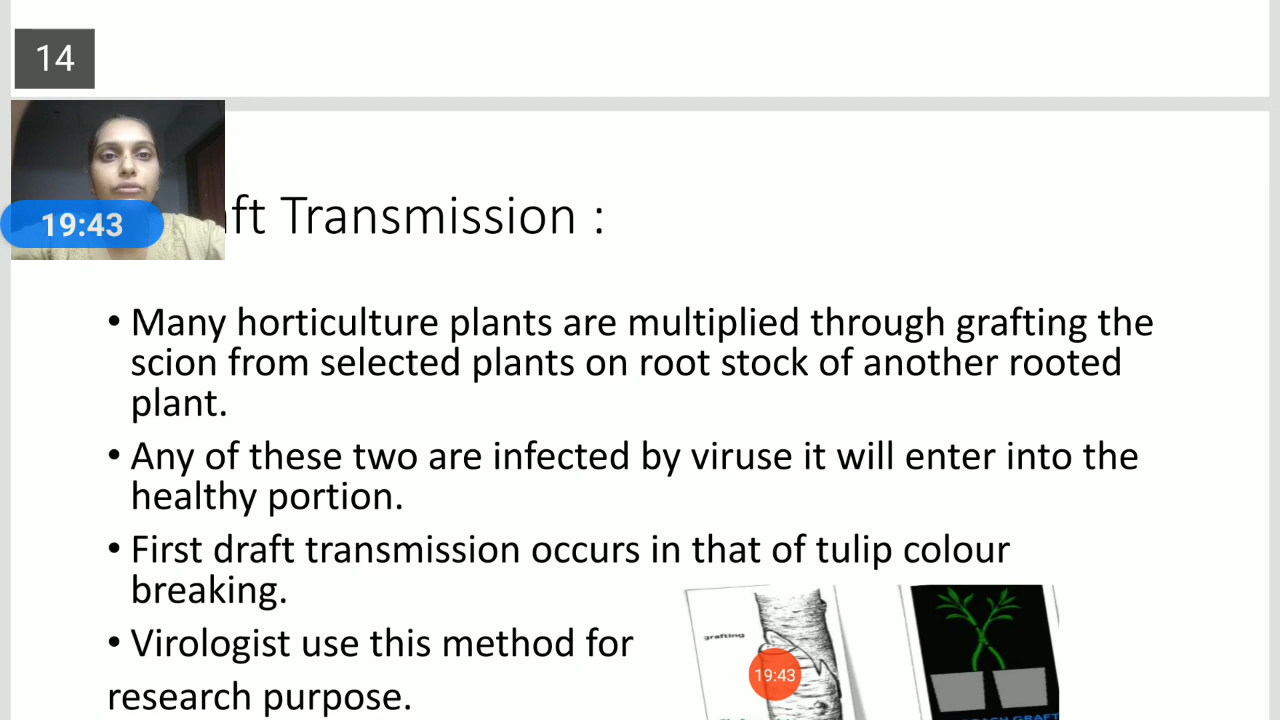 14
19:43
ft Transmission :
• Many horticulture plants are multiplied through grafting the
scion from selected plants on root stock of another rooted
plant.
• Any of these two are infected by viruse it will enter into the
healthy portion.
• First draft transmission occurs in that of tulip colour
breaking.
• Virologist use this method for
research purpose.
grafting
19:43